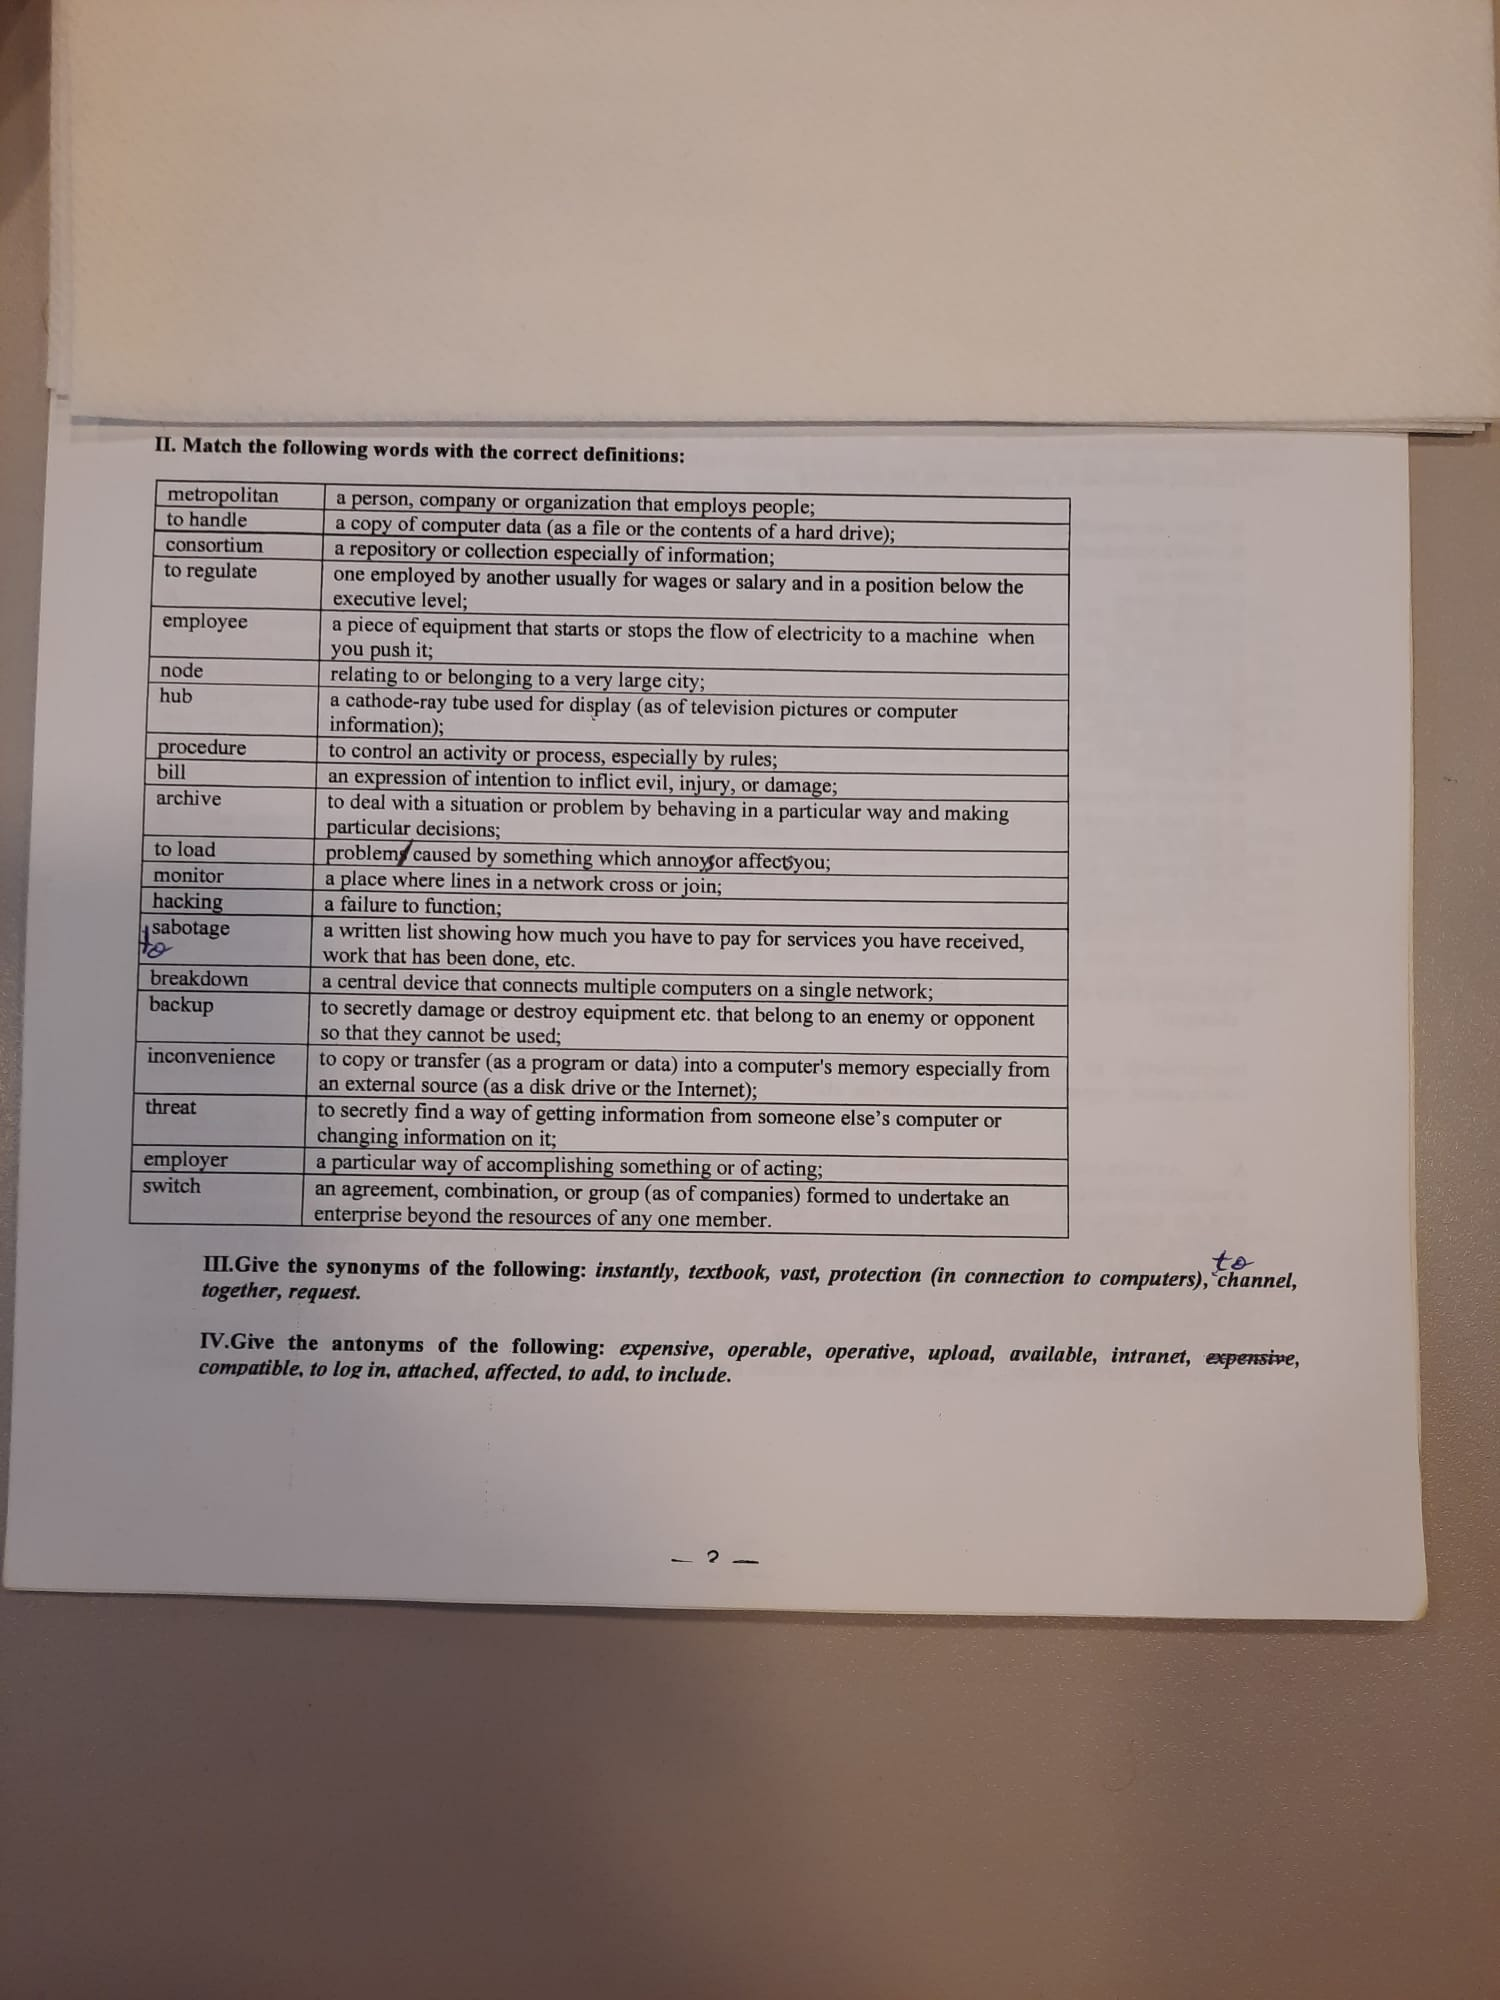 II. Match the following words with the correct definitions:
metropolitan a person, company or organization that employs people;
to handle a copy of computer data (as a file or the contents of a hard drive);
consortium a repository or collection especially of information;
to regulate one employed by another usually for wages or salary and in a position below the
executive level;
employee a piece of equipment that starts or stops the flow of electricity to a machine when
you push it;
node relating to or belonging to a very large city;
hub a cathode-ray tube used for display (as of television pictures or computer
information);
procedure to control an activity or process, especially by rules;
bill an expression of intention to inflict evil, injury, or damage;
archive to deal with a situation or problem by behaving in a particular way and making
particular decisions;
to load problems caused by something which annoys or affects you;
monitor a place where lines in a network cross or join;
hacking a failure to function;
sabotage a written list showing how much you have to pay for services you have received,
to work that has been done, etc.
breakdown a central device that connects multiple computers on a single network;
backup to secretly damage or destroy equipment etc. that belong to an enemy or opponent
so that they cannot be used;
inconvenience to copy or transfer (as a program or data) into a computer's memory especially from
an external source (as a disk drive or the Internet);
threat to secretly find a way of getting information from someone else's computer or
changing information on it;
employer a particular way of accomplishing something or of acting;
switch an agreement, combination, or group (as of companies) formed to undertake an
enterprise beyond the resources of any one member.
to
III.Give the synonyms of the following: instantly, textbook, vast, protection (in connection to computers), channel,
together, request.
IV.Give the antonyms of the following: expensive, operable, operative, upload, available, intranet, expensive,
compatible, to log in, attached, affected, to add, to include.
— 2 —